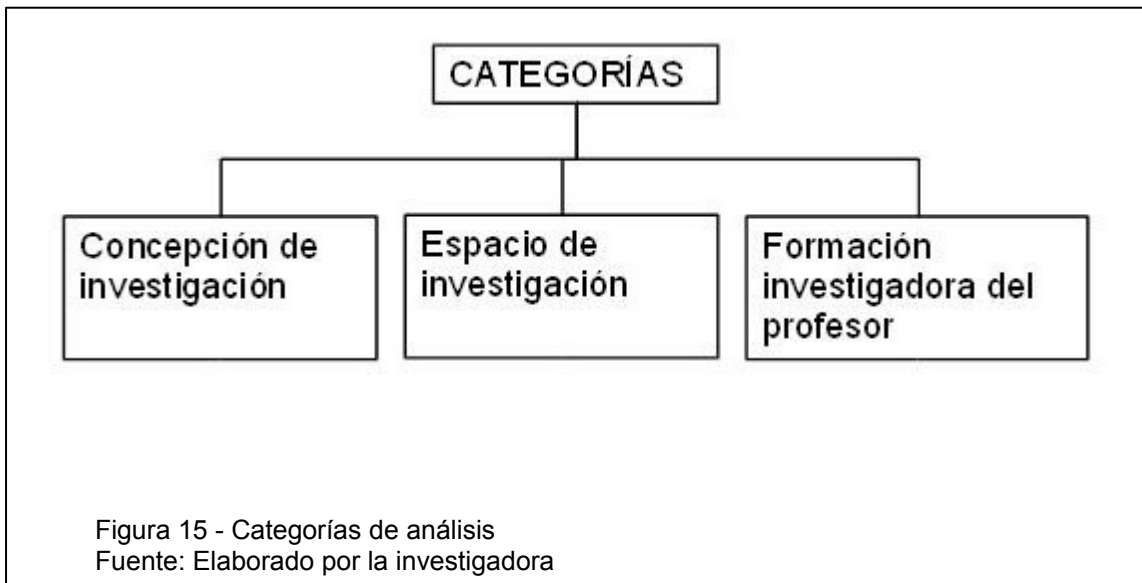 CATEGORÍAS
Concepción de
investigación
Espacio de
investigación
Formación
investigadora del
profesor
Figura 15 - Categorías de análisis
Fuente: Elaborado por la investigadora